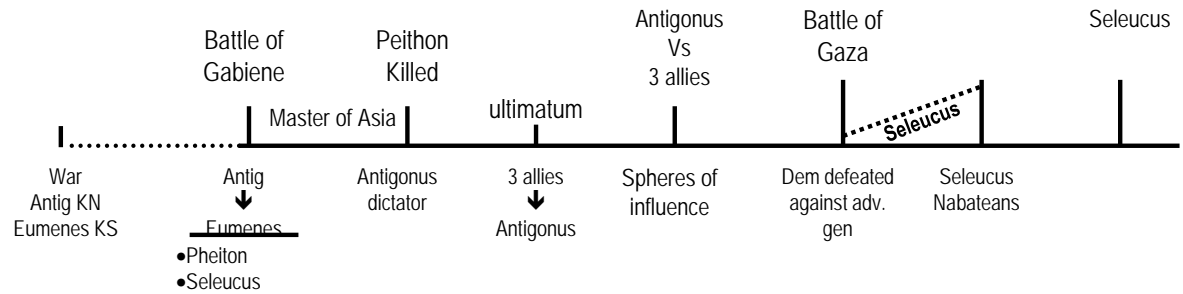 Battle of
Gabiene
Peithon
Killed
Antigonus
Vs
3 allies
Battle of
Gaza
Seleucus
Master of Asia
ultimatum
Seleucus
War
Antig KN
Eumenes KS
Antig
Eumenes
•Pheiton
•Seleucus
Antigonus
dictator
3 allies
Antigonus
Spheres of
influence
Dem defeated
against adv.
gen
Seleucus
Nabateans